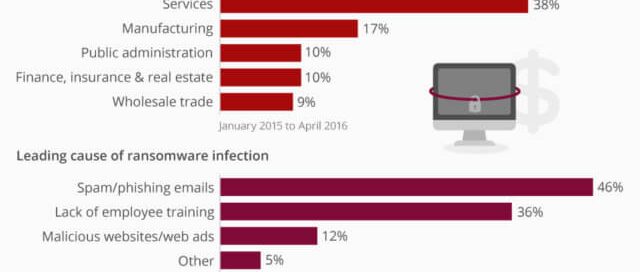 Services 38%
Manufacturing 17%
Public administration 10%
Finance, insurance & real estate 10%
Wholesale trade 9%
January 2015 to April 2016
$
Leading cause of ransomware infection
Spam/phishing emails 46%
Lack of employee training 36%
Malicious websites/web ads 12%
Other 5%